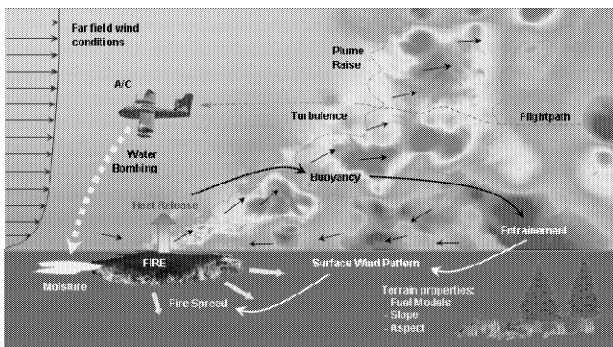 Far field wind
conditions
A/C
Plume
Raise
Turbulence
Flightpath
Water
Bombing
Buoyancy
Heat Release
Entrainement
FIRE
Surface Wind Pattern
Moisture
Fire Spread
Terrain properties:
- Fuel Models
- Slope
- Aspect